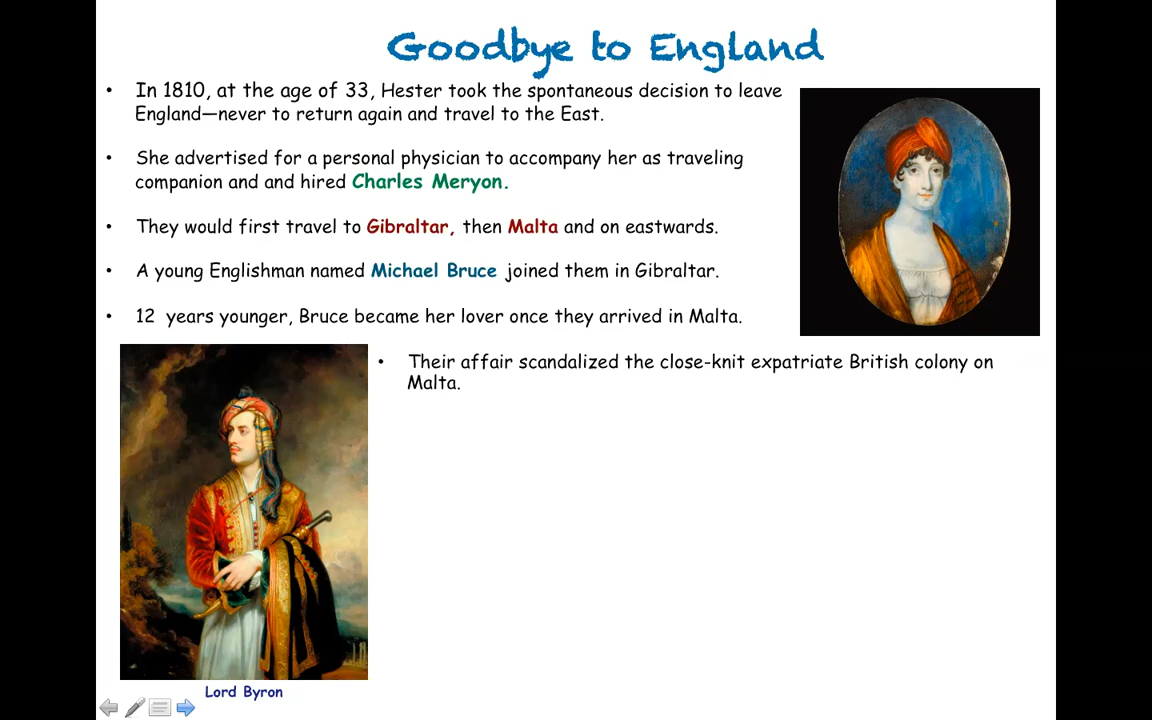 Goodbye to England
• In 1810, at the age of 33, Hester took the spontaneous decision to leave
England—never to return again and travel to the East.
• She advertised for a personal physician to accompany her as traveling
companion and and hired Charles Meryon.
• They would first travel to Gibraltar, then Malta and on eastwards.
• A young Englishman named Michael Bruce joined them in Gibraltar.
• 12 years younger, Bruce became her lover once they arrived in Malta.
• Their affair scandalized the close-knit expatriate British colony on
Malta.
Lord Byron